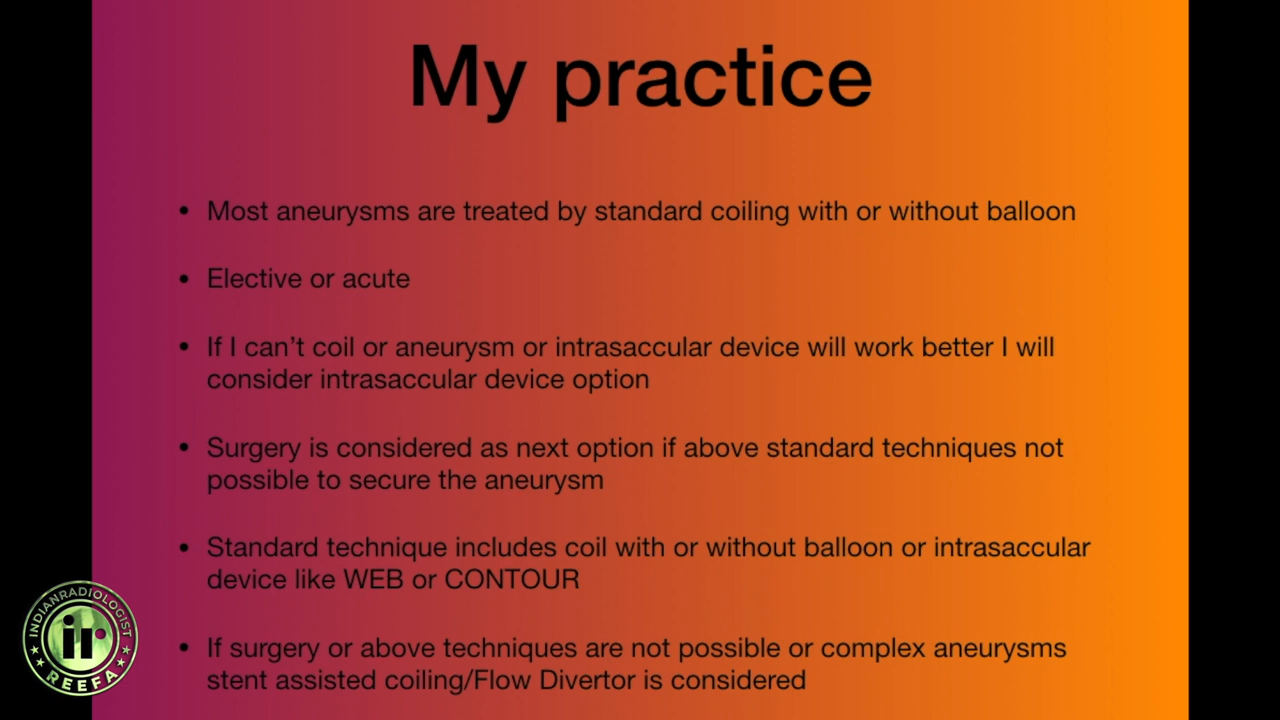 My practice
• Most aneurysms are treated by standard coiling with or without balloon
• Elective or acute
• If I can’t coil or aneurysm or intrasaccular device will work better I will
consider intrasaccular device option
• Surgery is considered as next option if above standard techniques not
possible to secure the aneurysm
• Standard technique includes coil with or without balloon or intrasaccular
device like WEB or CONTOUR
• If surgery or above techniques are not possible or complex aneurysms
stent assisted coiling/Flow Divertor is considered
INDIANRADIOLOGIST
ir
REEFA